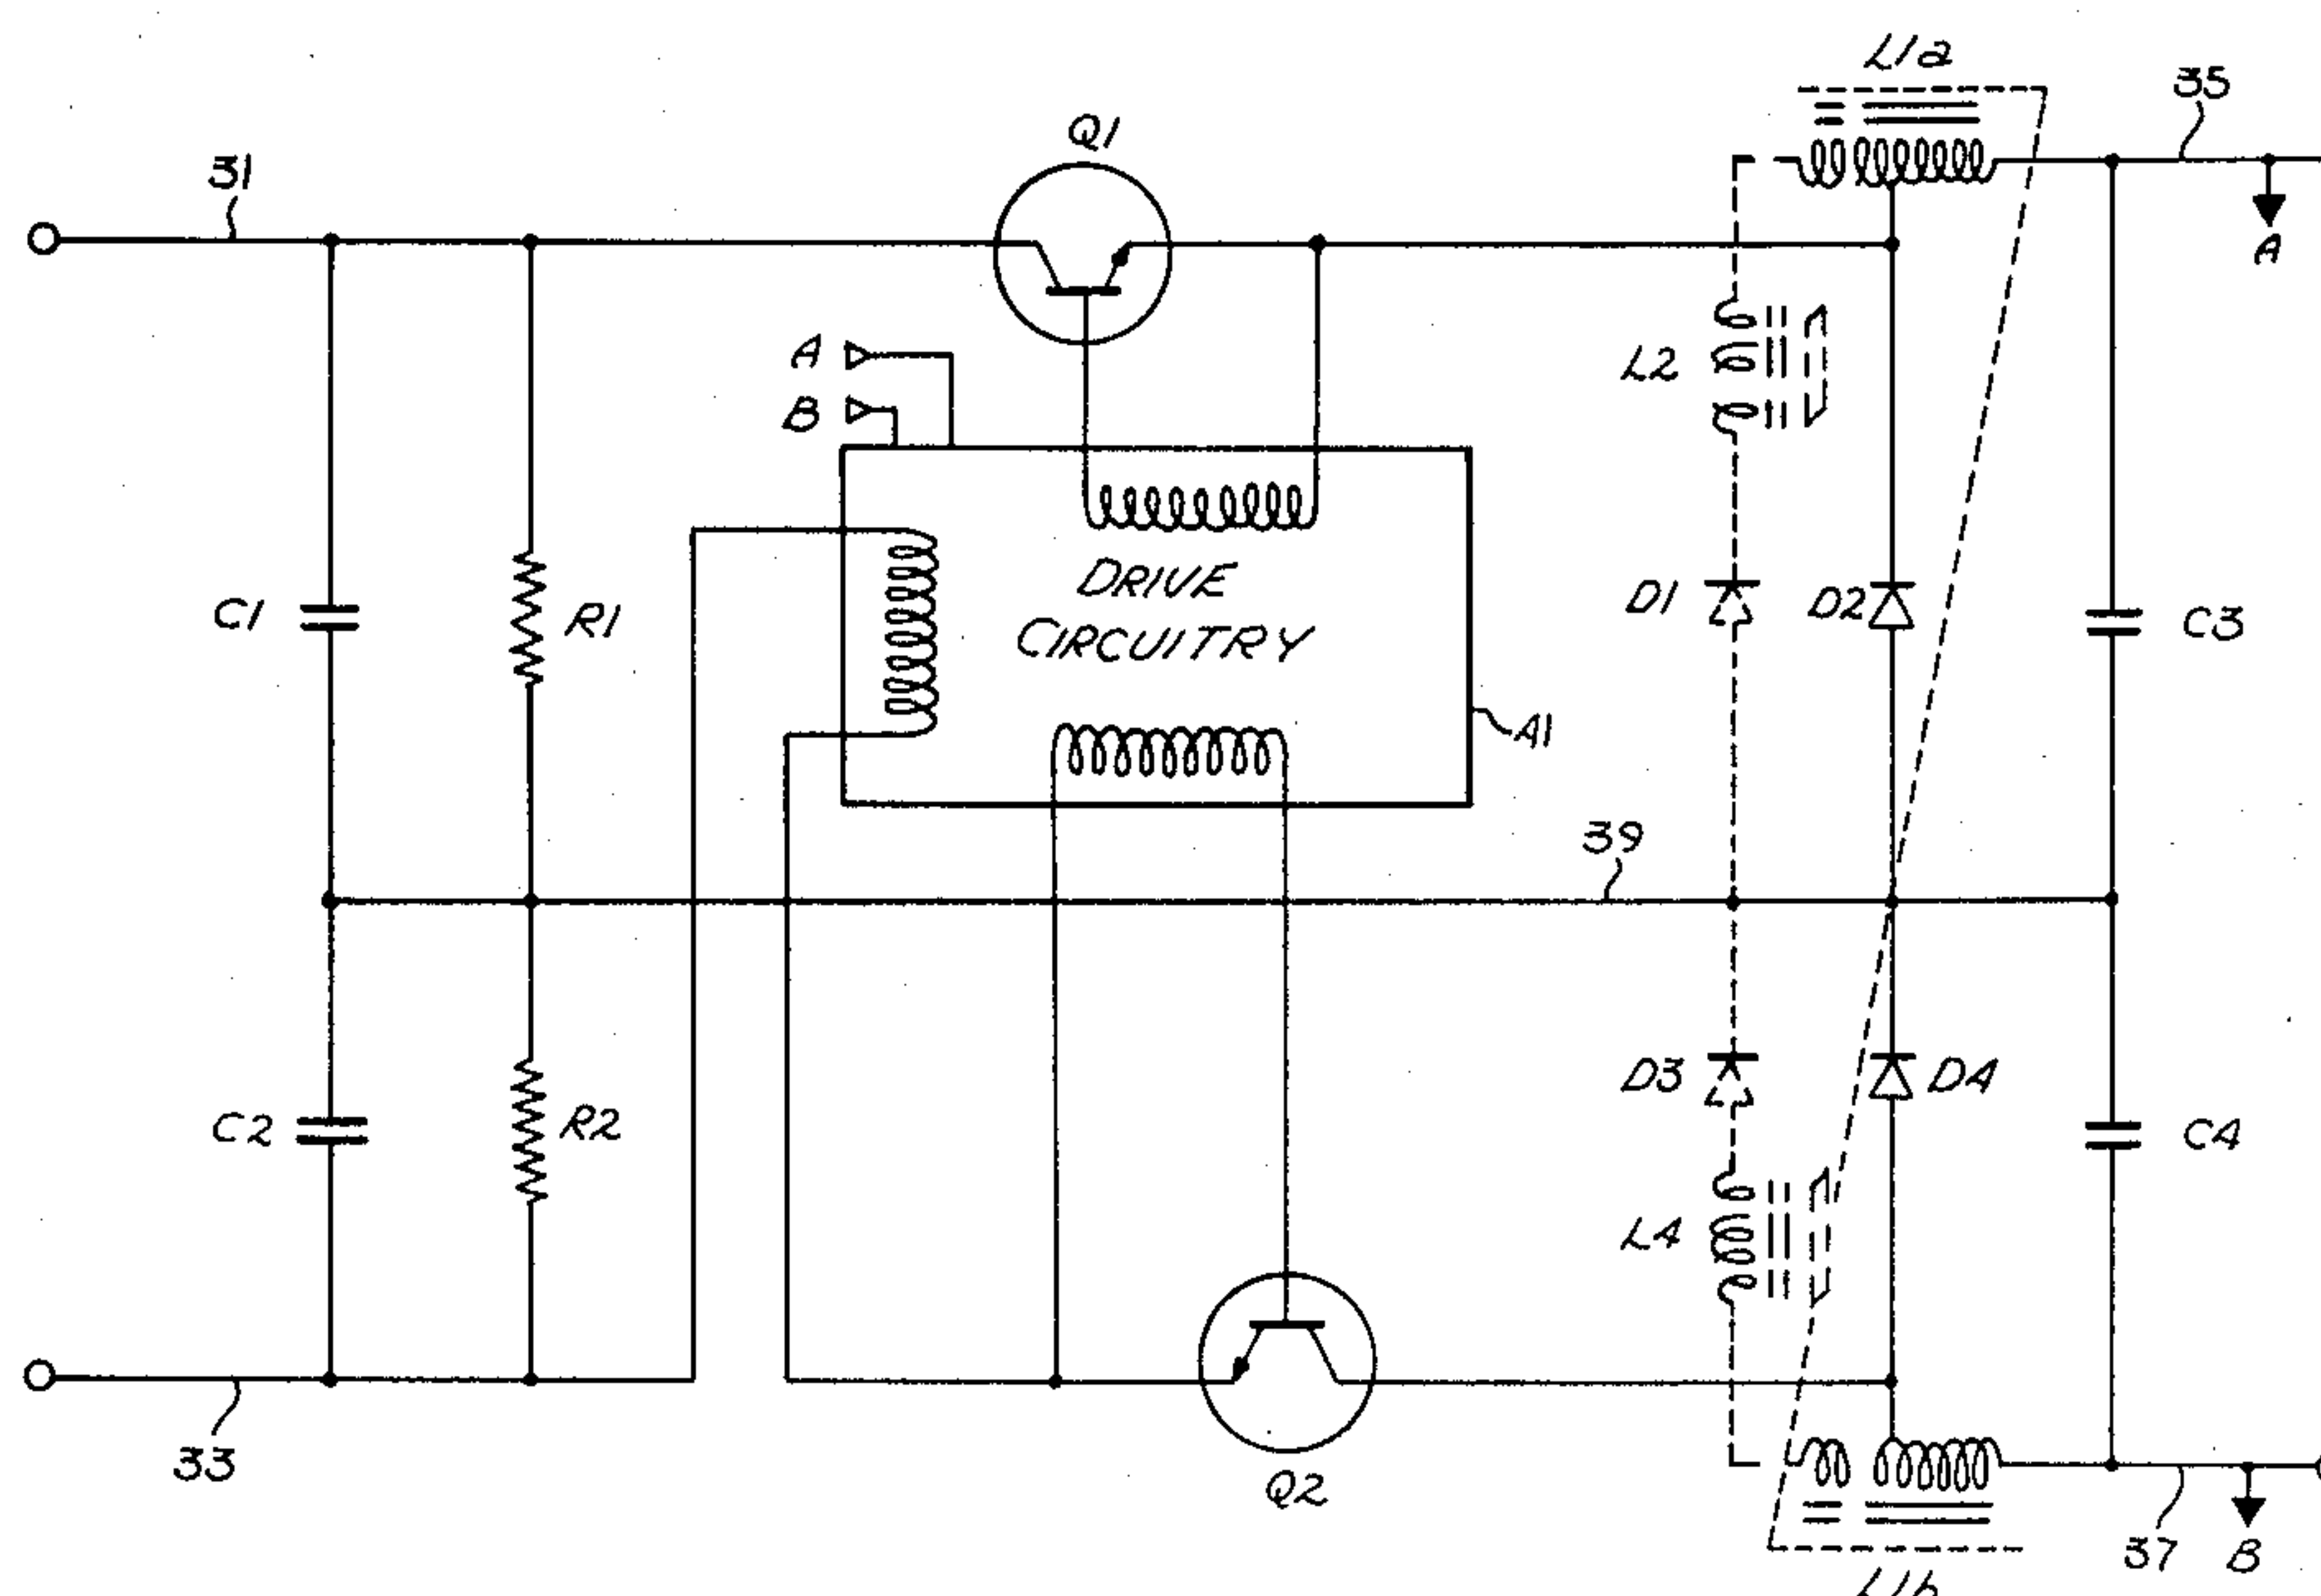 L1a
35
Q1
31
A
A
L2
B
D1
D2
C3
C1
R1
DRIVE
CIRCUITRY
A1
39
D3
D4
C2
R2
C4
L4
33
Q2
37
B
L1b